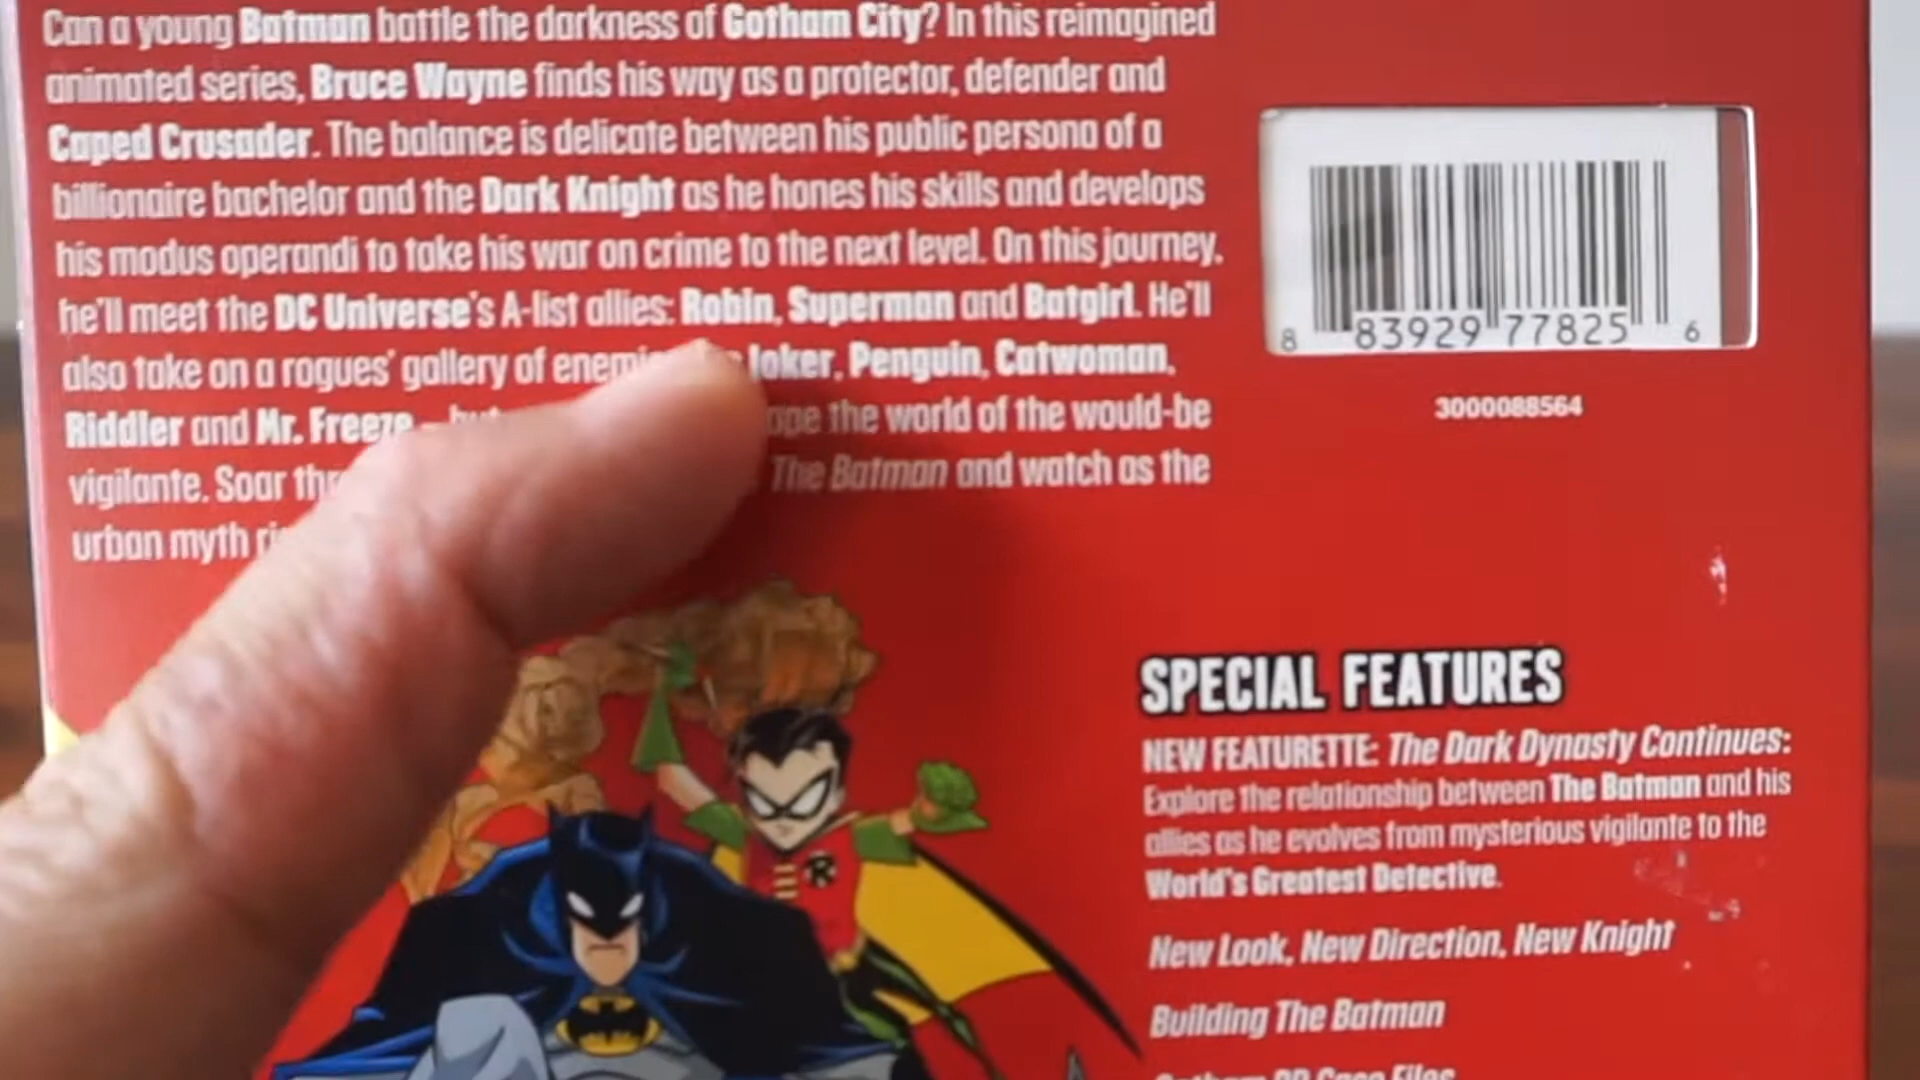 Can a young Batman battle the darkness of Gotham City? In this reimagined
animated series, Bruce Wayne finds his way as a protector, defender and
Caped Crusader. The balance is delicate between his public persona of a
billionaire bachelor and the Dark Knight as he hones his skills and develops
his modus operandi to take his war on crime to the next level. On this journey,
he'll meet the DC Universe's A-list allies: Robin, Superman and Batgirl. He'll
also take on a rogues' gallery of Joker, Penguin, Catwoman,
Riddler and Mr. Freeze – but the world of the would-be
vigilante. Soar The Batman and watch as the
urban myth
8 83929 77825 6
3000088564
SPECIAL FEATURES
NEW FEATURETTE: The Dark Dynasty Continues:
Explore the relationship between The Batman and his
allies as he evolves from mysterious vigilante to the
World's Greatest Detective.
New Look, New Direction, New Knight
Building The Batman
Gotham PD Case Files
R